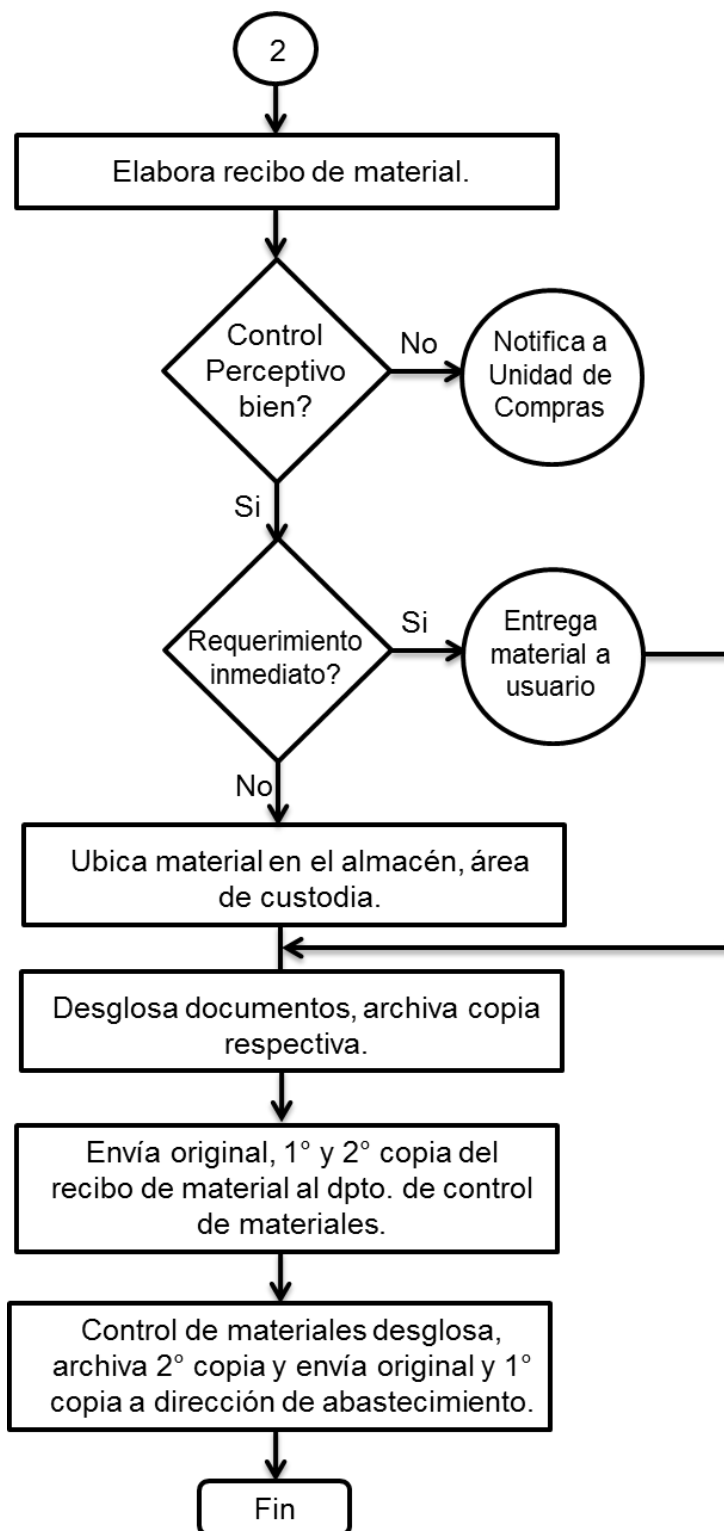 2
Elabora recibo de material.
Control
Perceptivo
bien?
No
Notifica a
Unidad de
Compras
Si
Requerimiento
inmediato?
Si
Entrega
material a
usuario
No
Ubica material en el almacén, área
de custodia.
Desglosa documentos, archiva copia
respectiva.
Envía original, 1° y 2° copia del
recibo de material al dpto. de control
de materiales.
Control de materiales desglosa,
archiva 2° copia y envía original y 1°
copia a dirección de abastecimiento.
Fin